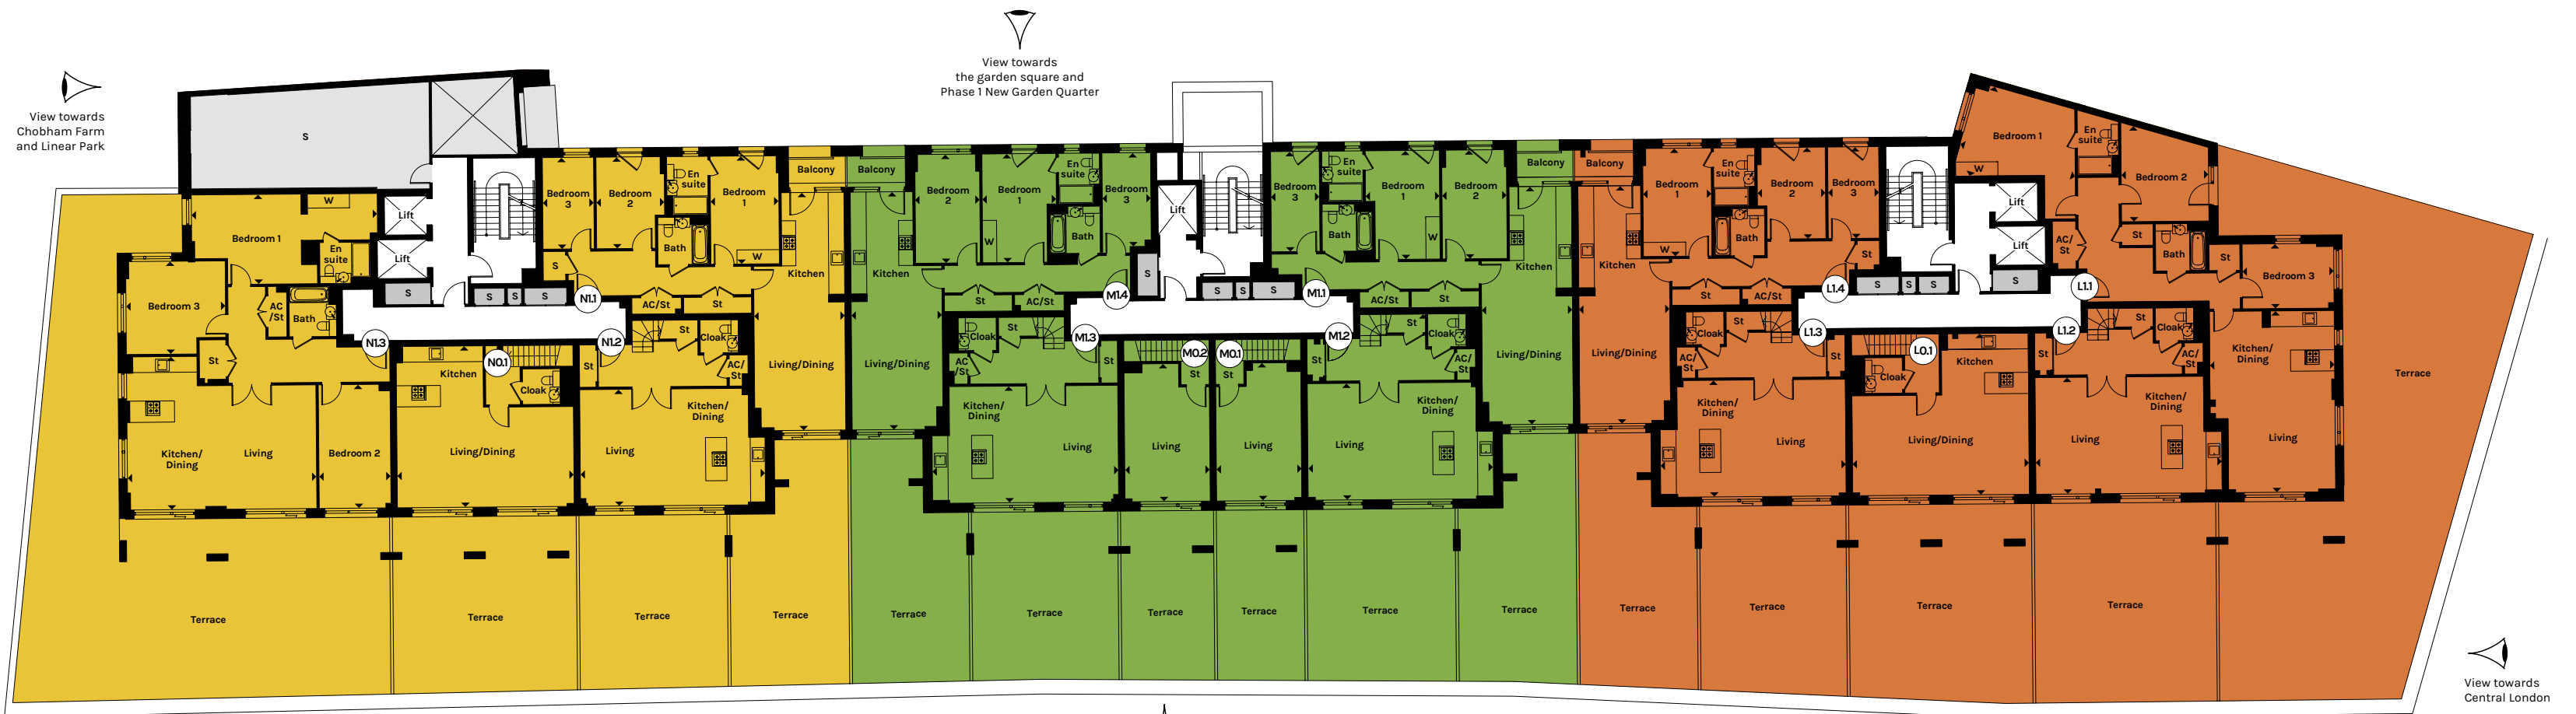 View towards
the garden square and
Phase 1 New Garden Quarter
View towards
Chobham Farm
and Linear Park
S
Bedroom 1
W
En
suite
Lift
Lift
S
Bedroom 3
AC
/St
Bath
St
N1.3
Kitchen/
Dining
Living
Bedroom 2
Terrace
S
S
S
N0.1
Kitchen
Cloak
Living/Dining
Terrace
Bedroom
3
Bedroom
2
En
suite
Bedroom
1
Bath
W
S
N1.1
AC/St
St
Balcony
Kitchen
Living/Dining
Terrace
N1.2
St
St
Cloak
AC/
St
Kitchen/
Dining
Living
Terrace
Balcony
Kitchen
Living/Dining
Terrace
Bedroom
2
Bedroom
1
En
suite
Bedroom
3
W
Bath
St
AC/St
M1.4
S
Lift
Cloak
St
AC
/St
M1.3
St
Kitchen/
Dining
Living
Terrace
M0.2
St
Living
Terrace
M0.1
St
Living
Terrace
S
S
S
Bedroom
3
En
suite
Bedroom
1
Bedroom
2
Bath
W
M1.1
AC/St
St
M1.2
St
St
Cloak
AC/
St
Kitchen/
Dining
Living
Terrace
Balcony
Kitchen
Living/Dining
Terrace
Balcony
Kitchen
Living/Dining
Terrace
Bedroom
1
En
suite
Bedroom
2
Bedroom
3
Bath
W
St
St
AC/St
L1.4
Cloak
St
AC/
St
L1.3
St
Kitchen/
Dining
Living
Terrace
S
S
S
S
Lift
Lift
L0.1
Kitchen
Cloak
Living/Dining
Terrace
Bedroom 1
W
En
suite
Bedroom 2
AC/
St
St
Bath
St
Bedroom 3
L1.1
Kitchen/
Dining
Living
Terrace
L1.2
St
St
Cloak
AC/
St
Kitchen/
Dining
Living
Terrace
View towards
Central London